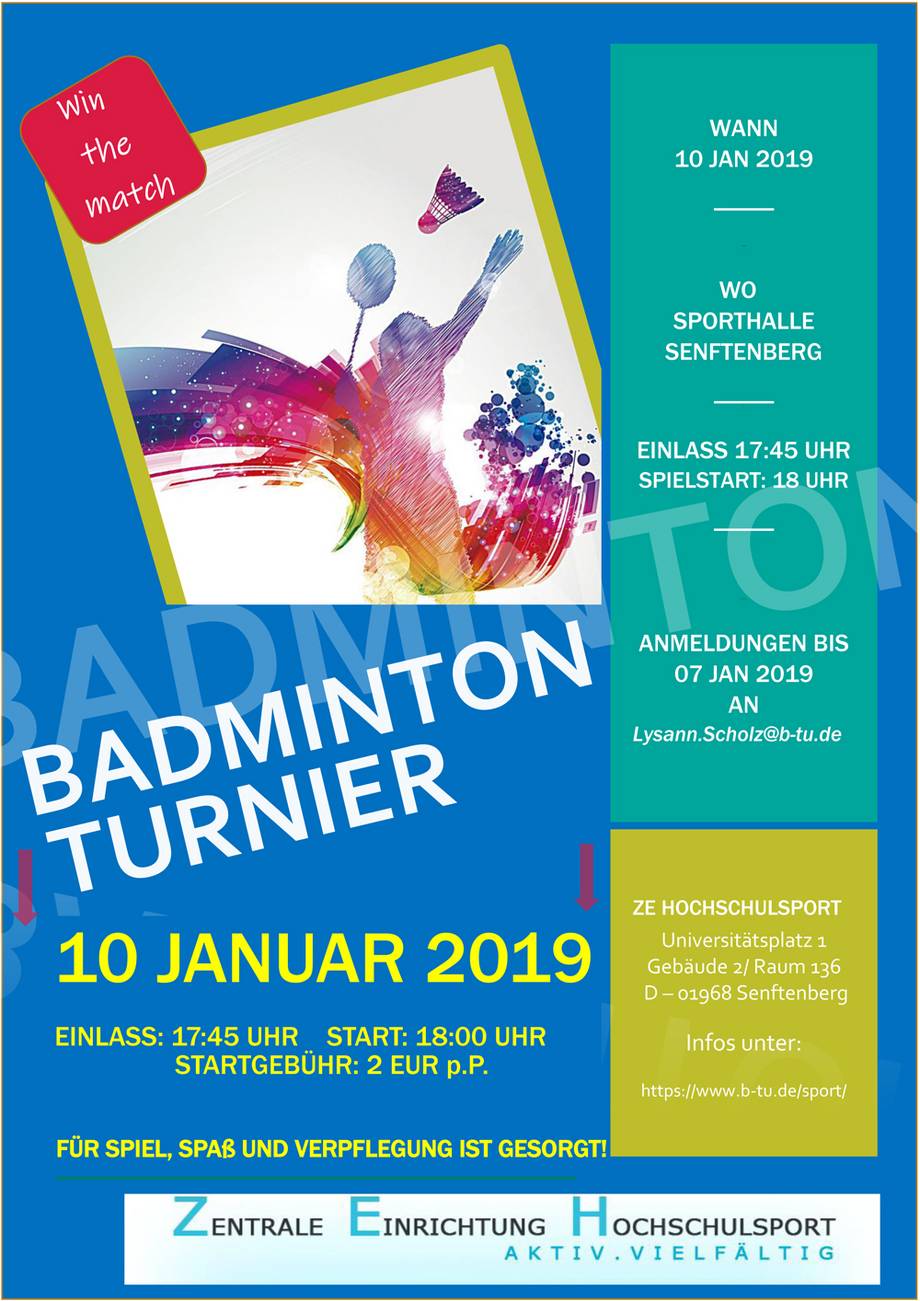 Win
the
match
WANN
10 JAN 2019
WO
SPORTHALLE
SENFTENBERG
EINLASS 17:45 UHR
SPIELSTART: 18 UHR
ANMELDUNGEN BIS
07 JAN 2019
AN
Lysann.Scholz@b-tu.de
BADMINTON
BADMINTON
TURNIER
10 JANUAR 2019
EINLASS: 17:45 UHR START: 18:00 UHR
STARTGEBÜHR: 2 EUR p.P.
FÜR SPIEL, SPAß UND VERPFLEGUNG IST GESORGT!
ZE HOCHSCHULSPORT
Universitätsplatz 1
Gebäude 2/ Raum 136
D – 01968 Senftenberg
Infos unter:
https://www.b-tu.de/sport/
ZENTRALE EINRICHTUNG HOCHSCHULSPORT
AKTIV.VIELFÄLTIG